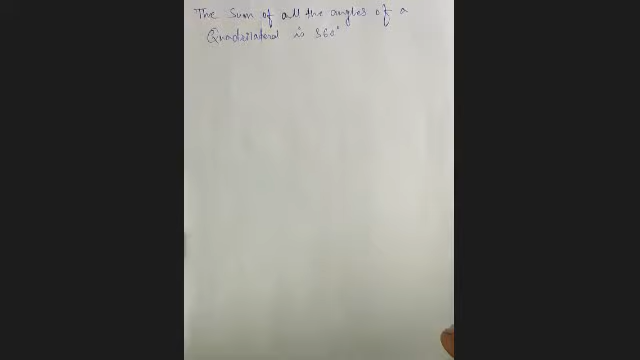 The Sum of all the angles of a
Quadrilateral is 360°